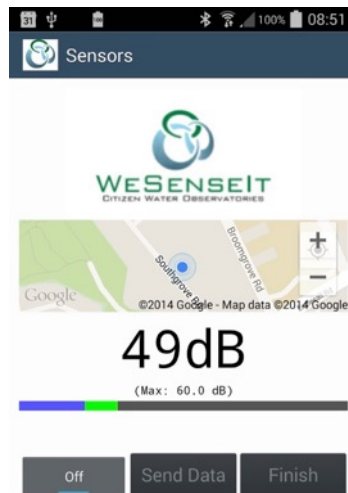 31 100 100% 08:51
Sensors
WESENSEIT
CITIZEN WATER OBSERVATORIES
Southgrove Rd
Broomgrove Rd
+
−
Google
©2014 Google - Map data ©2014 Google
49dB
(Max: 60.0 dB)
Off Send Data Finish